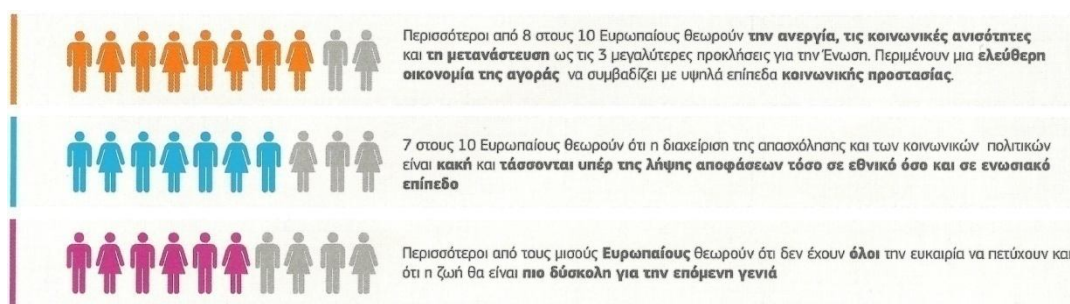 Περισσότεροι από 8 στους 10 Ευρωπαίους θεωρούν την ανεργία, τις κοινωνικές ανισότητες
και τη μετανάστευση ως τις 3 μεγαλύτερες προκλήσεις για την Ένωση. Περιμένουν μια ελεύθερη
οικονομία της αγοράς να συμβαδίζει με υψηλά επίπεδα κοινωνικής προστασίας.
7 στους 10 Ευρωπαίους θεωρούν ότι η διαχείριση της απασχόλησης και των κοινωνικών πολιτικών
είναι κακή και τάσσονται υπέρ της λήψης αποφάσεων τόσο σε εθνικό όσο και σε ενωσιακό
επίπεδο
Περισσότεροι από τους μισούς Ευρωπαίους θεωρούν ότι δεν έχουν όλοι την ευκαιρία να πετύχουν και
ότι η ζωή θα είναι πιο δύσκολη για την επόμενη γενιά